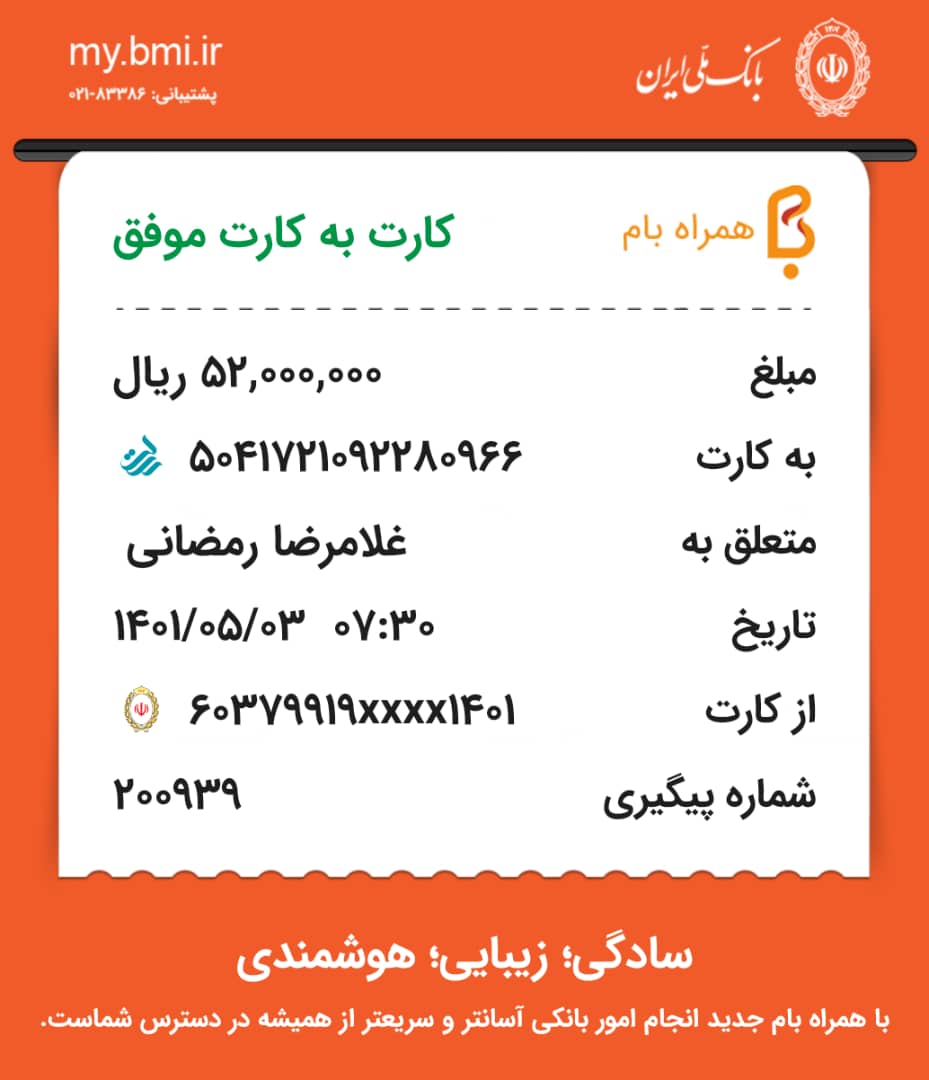 بانک ملی ایران
my.bmi.ir
پشتیبانی: ۸۳۳۸۶-۰۲۱
همراه بام
کارت به کارت موفق
مبلغ ۵۲,۰۰۰,۰۰۰ ریال
به کارت ۵۰۴۱۷۲۱۰۹۲۲۸۰۹۶۶
متعلق به غلامرضا رمضانی
تاریخ ۱۴۰۱/۰۵/۰۳ ۰۷:۳۰
از کارت ۶۰۳۷۹۹۱۹xxxx۱۴۰۱
شماره پیگیری ۲۰۰۹۳۹
سادگی؛ زیبایی؛ هوشمندی
با همراه بام جدید انجام امور بانکی آسانتر و سریعتر از همیشه در دسترس شماست.